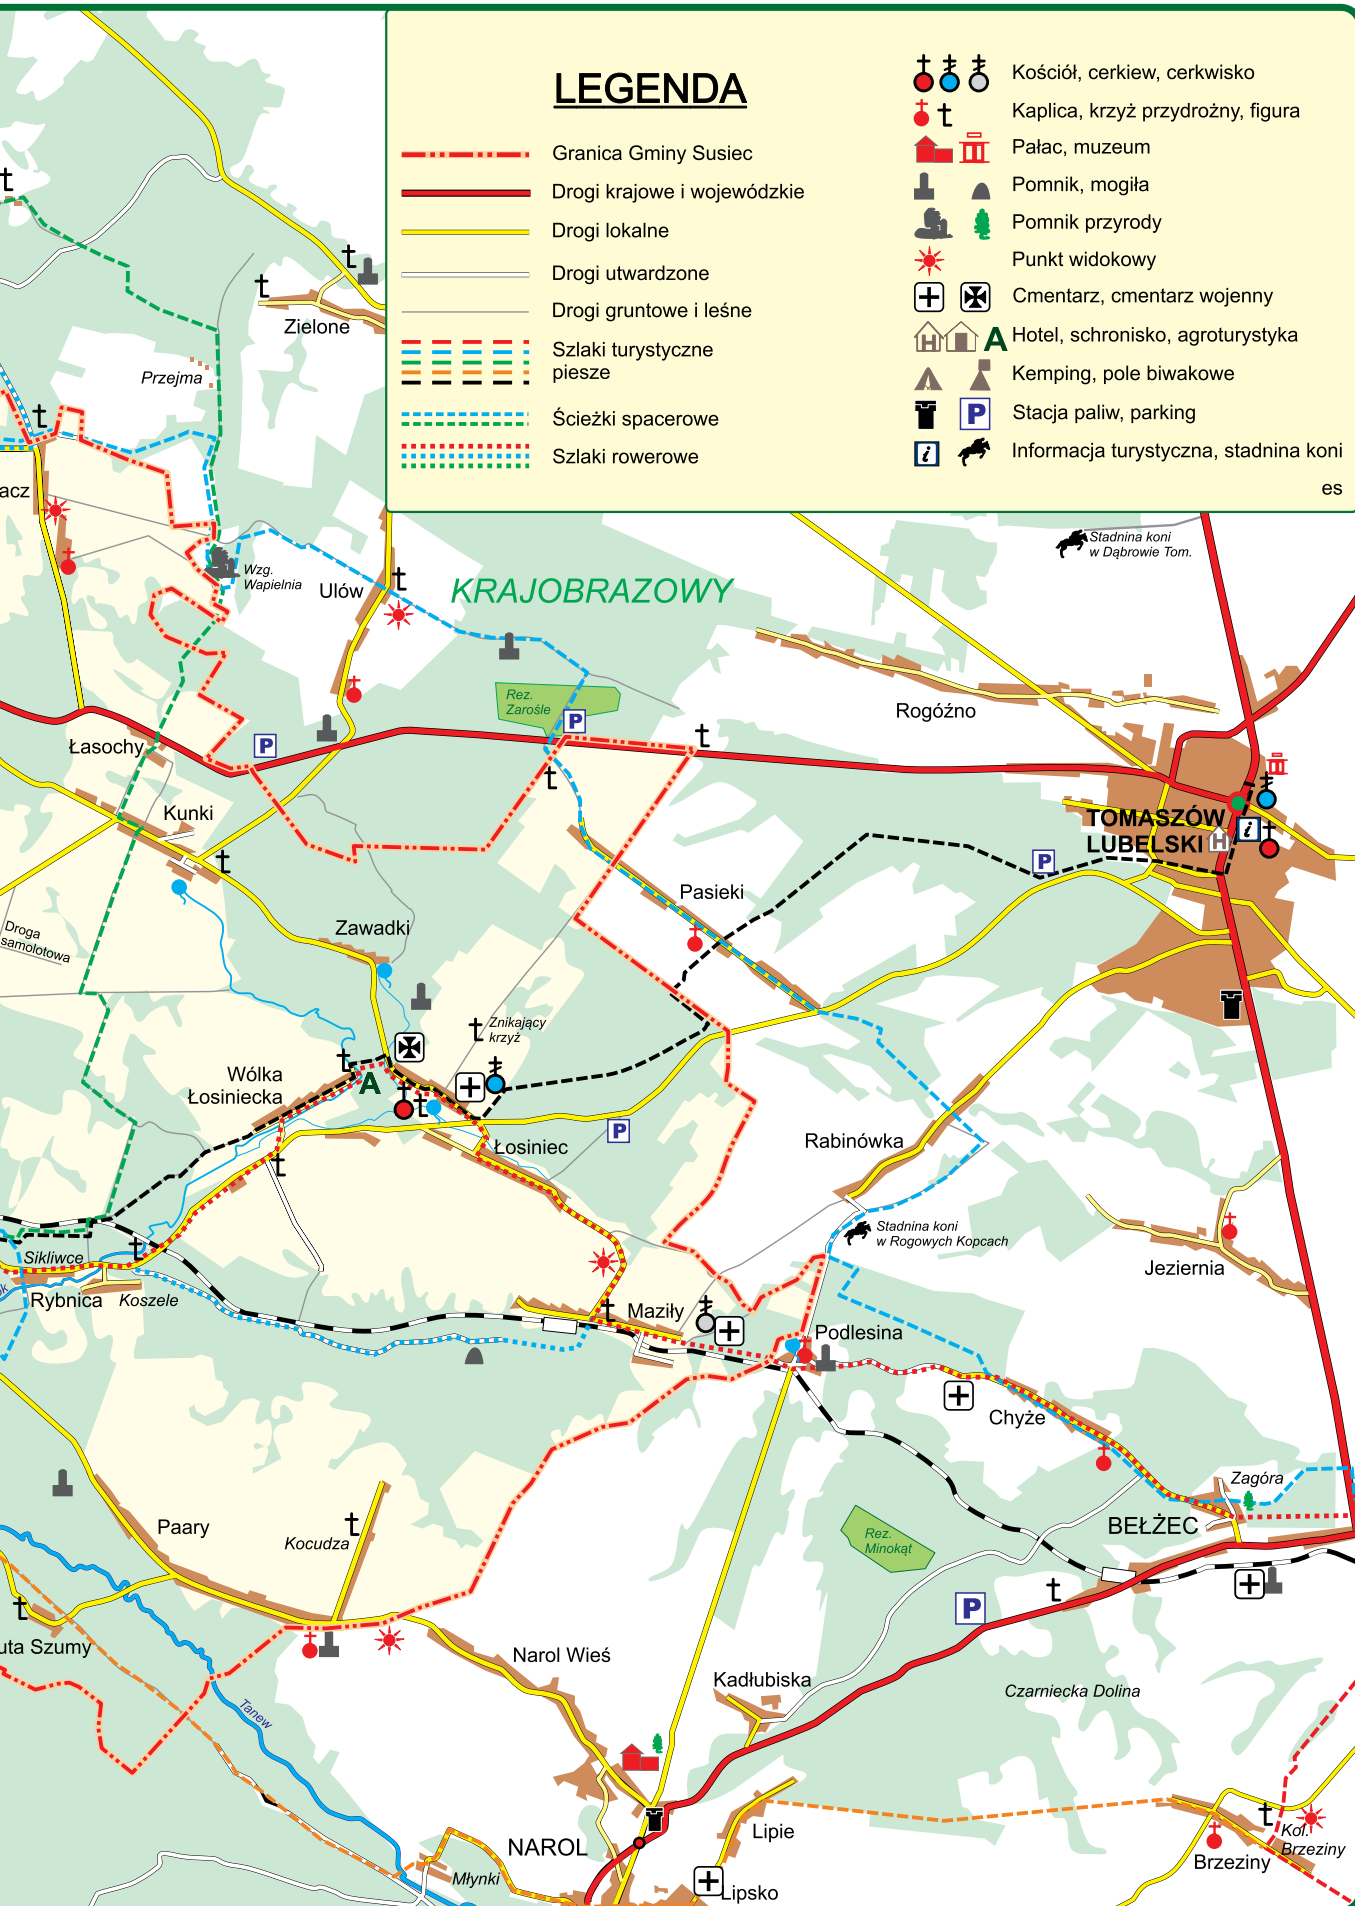 LEGENDA
Granica Gminy Susiec
Drogi krajowe i wojewódzkie
Drogi lokalne
Drogi utwardzone
Drogi gruntowe i leśne
Szlaki turystyczne
piesze
Ścieżki spacerowe
Szlaki rowerowe
Kościół, cerkiew, cerkwisko
Kaplica, krzyż przydrożny, figura
Pałac, muzeum
Pomnik, mogiła
Pomnik przyrody
Punkt widokowy
Cmentarz, cmentarz wojenny
H A Hotel, schronisko, agroturystyka
Kemping, pole biwakowe
P Stacja paliw, parking
i Informacja turystyczna, stadnina koni
es
Zielone
Przejma
acz
Wzg.
Wapielnia
Ulów
KRAJOBRAZOWY
Stadnina koni
w Dąbrowie Tom.
Rez.
Zarośle
P
Rogóźno
Łasochy
P
Kunki
TOMASZÓW
LUBELSKI
H
i
P
Pasieki
Droga
samolotowa
Zawadki
Znikający
krzyż
Wólka
Łosiniecka
A
P
Łosiniec
Rabinówka
Stadnina koni
w Rogowych Kopcach
Jeziernia
Sikliwce
Rybnica
Koszele
Maziły
Podlesina
Chyże
Zagóra
BEŁŻEC
Paary
Kocudza
Rez.
Minokąt
P
uta Szumy
Narol Wieś
Kadłubiska
Czarniecka Dolina
Tanew
NAROL
Lipie
Młynki
Lipsko
Brzeziny
Kol.
Brzeziny